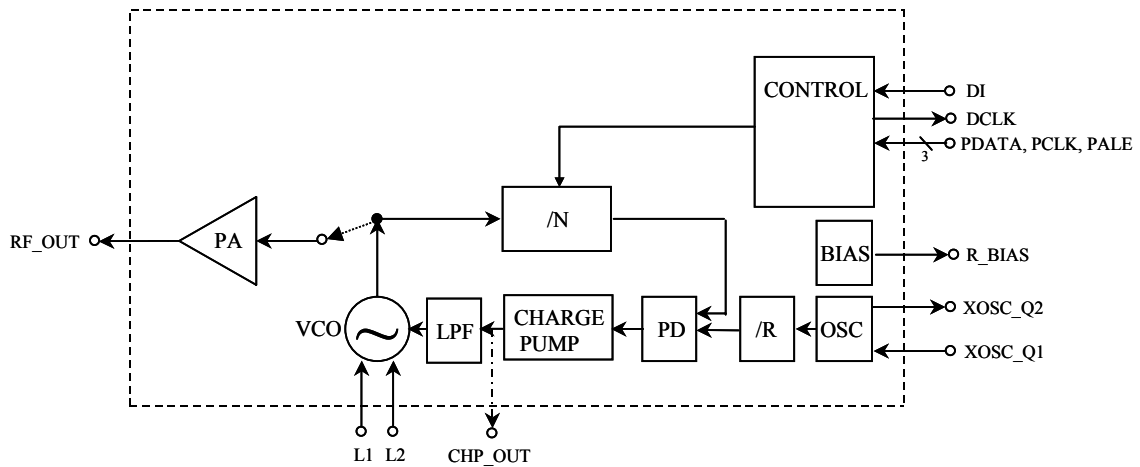 CONTROL
DI
DCLK
3
PDATA, PCLK, PALE
/N
RF_OUT
PA
BIAS
R_BIAS
VCO
LPF
CHARGE
PUMP
PD
/R
OSC
XOSC_Q2
XOSC_Q1
L1
L2
CHP_OUT